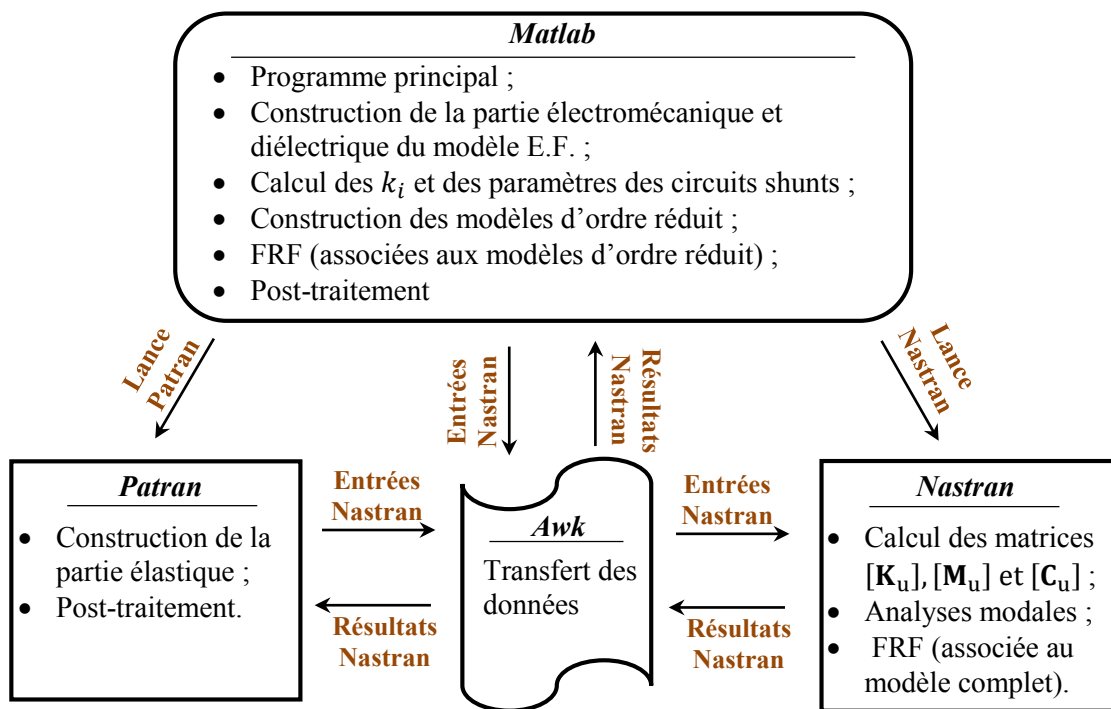 Matlab
• Programme principal ;
• Construction de la partie électromécanique et
diélectrique du modèle E.F. ;
• Calcul des k_i et des paramètres des circuits shunts ;
• Construction des modèles d'ordre réduit ;
• FRF (associées aux modèles d'ordre réduit) ;
• Post-traitement
Lance
Patran
Entrées
Nastran
Résultats
Nastran
Lance
Nastran
Patran
• Construction de la
partie élastique ;
• Post-traitement.
Entrées
Nastran
Résultats
Nastran
Awk
Transfert des
données
Entrées
Nastran
Résultats
Nastran
Nastran
• Calcul des matrices
[K_u], [M_u] et [C_u] ;
• Analyses modales ;
• FRF (associée au
modèle complet).